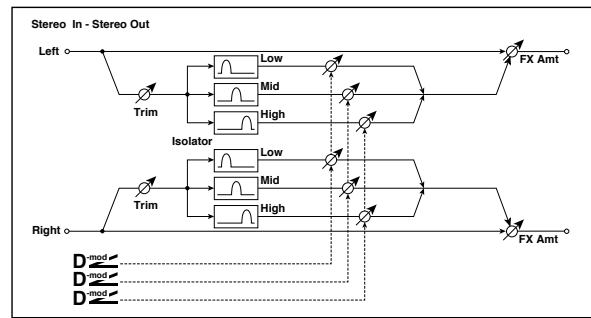 Stereo In - Stereo Out
Left
FX Amt
Low
Mid
High
Trim
Isolator
Low
Mid
High
Trim
Right
FX Amt
D-mod
D-mod
D-mod